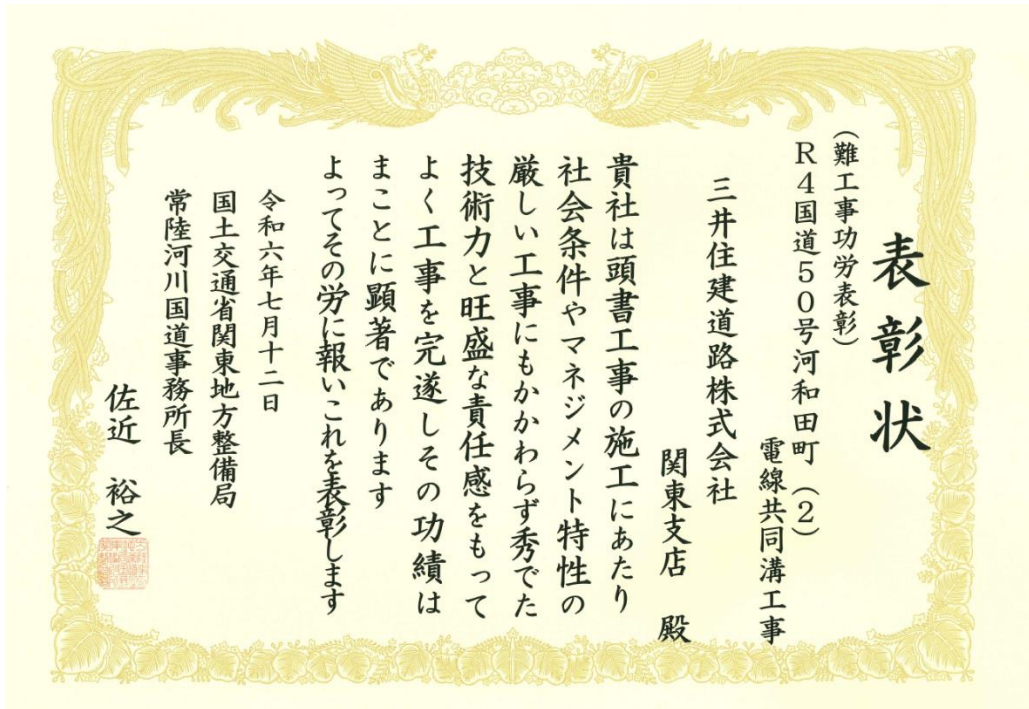 表彰状
（難工事功労表彰）
R4国道50号河和田町（2）
電線共同溝工事
三井住建道路株式会社
関東支店 殿
貴社は頭書工事の施工にあたり
社会条件やマネジメント特性の
厳しい工事にもかかわらず秀でた
技術力と旺盛な責任感をもって
よく工事を完遂しその功績は
まことに顕著であります
よってその労に報いこれを表彰します
令和六年七月十二日
国土交通省関東地方整備局
常陸河川国道事務所長
佐近 裕之